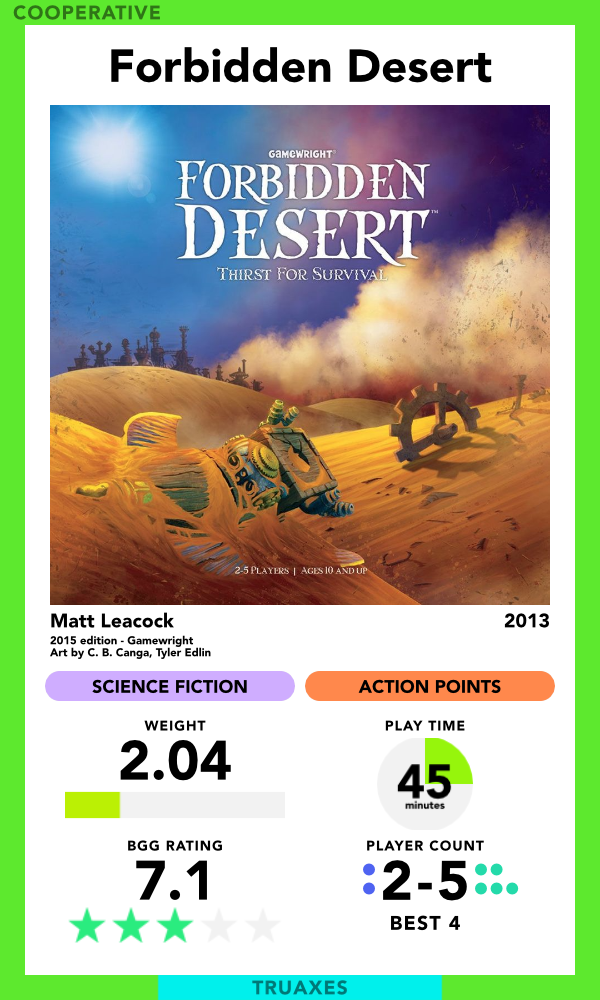 COOPERATIVE
Forbidden Desert
GAMEWRIGHT®
FORBIDDEN
DESERT™
THIRST FOR SURVIVAL
2-5 PLAYERS | AGES 10 AND UP
Matt Leacock 2013
2015 edition - Gamewright
Art by C. B. Canga, Tyler Edlin
SCIENCE FICTION ACTION POINTS
WEIGHT PLAY TIME
2.04 45
minutes
BGG RATING PLAYER COUNT
7.1 2-5
BEST 4
TRUAXES